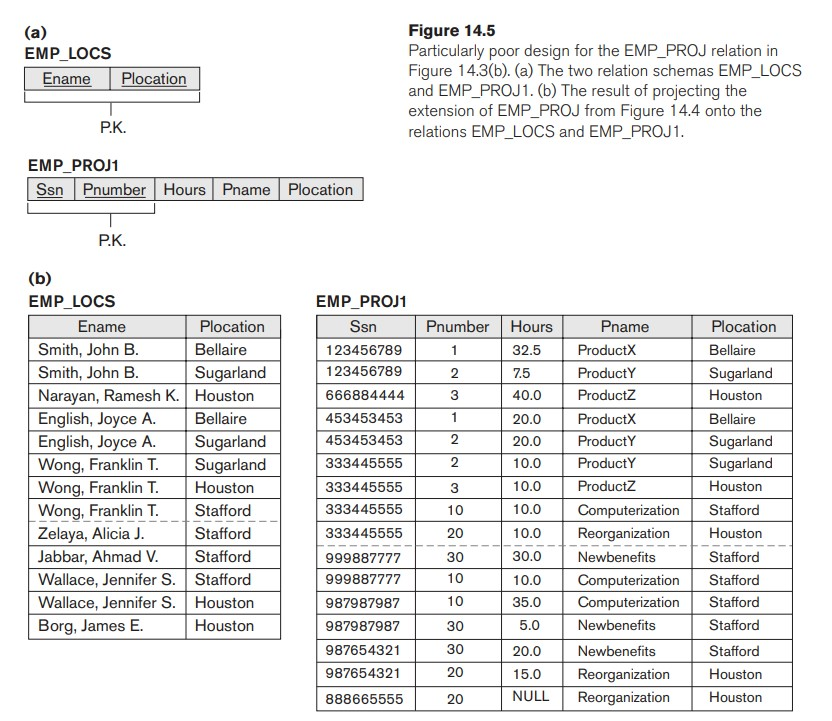 (a)
EMP_LOCS
Ename Plocation
P.K.
EMP_PROJ1
Ssn Pnumber Hours Pname Plocation
P.K.
Figure 14.5
Particularly poor design for the EMP_PROJ relation in
Figure 14.3(b). (a) The two relation schemas EMP_LOCS
and EMP_PROJ1. (b) The result of projecting the
extension of EMP_PROJ from Figure 14.4 onto the
relations EMP_LOCS and EMP_PROJ1.
(b)
EMP_LOCS
Ename Plocation
Smith, John B. Bellaire
Smith, John B. Sugarland
Narayan, Ramesh K. Houston
English, Joyce A. Bellaire
English, Joyce A. Sugarland
Wong, Franklin T. Sugarland
Wong, Franklin T. Houston
Wong, Franklin T. Stafford
Zelaya, Alicia J. Stafford
Jabbar, Ahmad V. Stafford
Wallace, Jennifer S. Stafford
Wallace, Jennifer S. Houston
Borg, James E. Houston
EMP_PROJ1
Ssn Pnumber Hours Pname Plocation
123456789 1 32.5 ProductX Bellaire
123456789 2 7.5 ProductY Sugarland
666884444 3 40.0 ProductZ Houston
453453453 1 20.0 ProductX Bellaire
453453453 2 20.0 ProductY Sugarland
333445555 2 10.0 ProductY Sugarland
333445555 3 10.0 ProductZ Houston
333445555 10 10.0 Computerization Stafford
333445555 20 10.0 Reorganization Houston
999887777 30 30.0 Newbenefits Stafford
999887777 10 10.0 Computerization Stafford
987987987 10 35.0 Computerization Stafford
987987987 30 5.0 Newbenefits Stafford
987654321 30 20.0 Newbenefits Stafford
987654321 20 15.0 Reorganization Houston
888665555 20 NULL Reorganization Houston